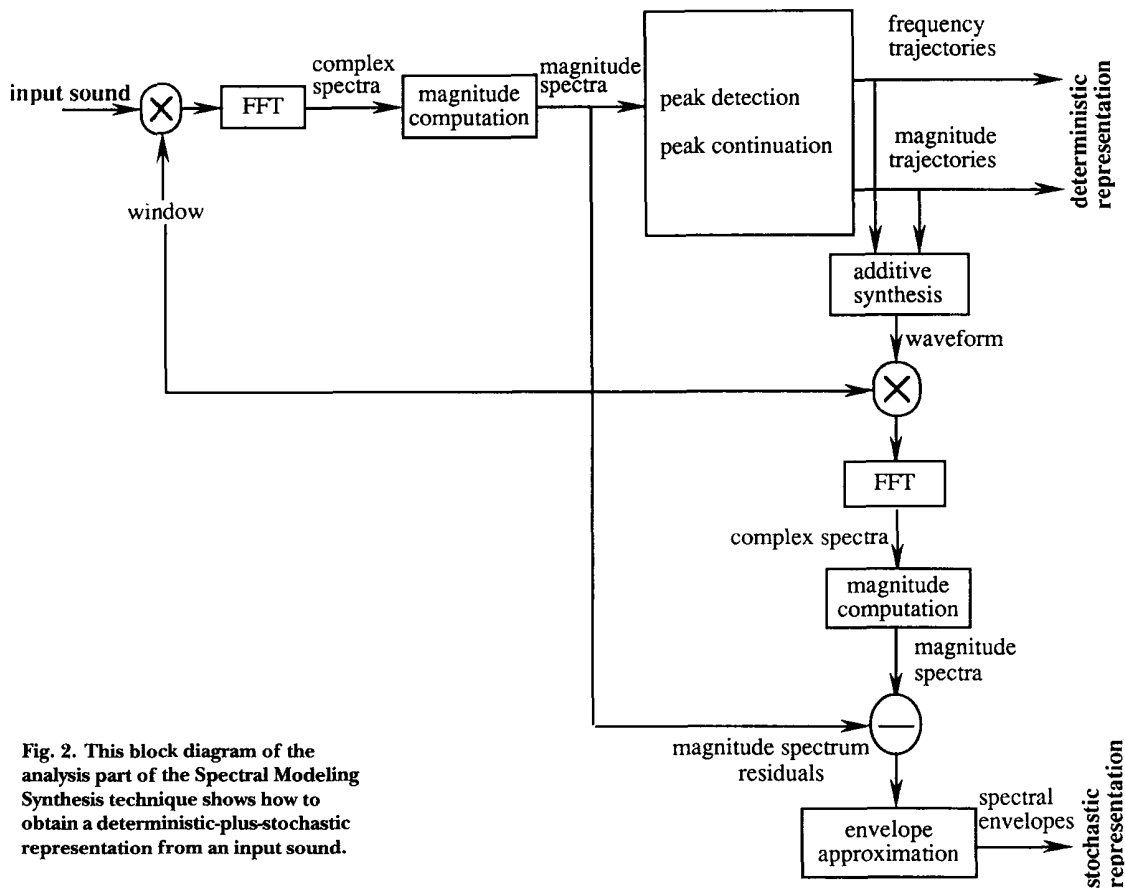 frequency
trajectories
complex
spectra
magnitude
spectra
input sound
FFT
magnitude
computation
peak detection
peak continuation
magnitude
trajectories
deterministic
representation
window
additive
synthesis
waveform
FFT
complex spectra
magnitude
computation
magnitude
spectra
magnitude spectrum
residuals
Fig. 2. This block diagram of the
analysis part of the Spectral Modeling
Synthesis technique shows how to
obtain a deterministic-plus-stochastic
representation from an input sound.
envelope
approximation
spectral
envelopes
stochastic
representation